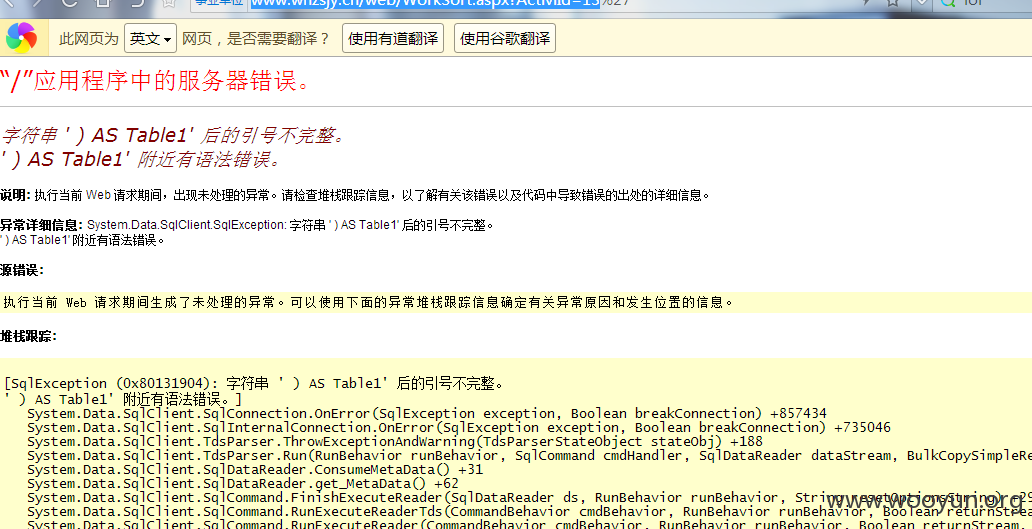 事业单位 www.whzsjy.cn/web/WorkSort.aspx?ActiviId=13%27
此网页为 英文 网页，是否需要翻译？ 使用有道翻译 使用谷歌翻译
“/”应用程序中的服务器错误。
字符串 ' ) AS Table1' 后的引号不完整。
' ) AS Table1' 附近有语法错误。
说明: 执行当前 Web 请求期间，出现未处理的异常。请检查堆栈跟踪信息，以了解有关该错误以及代码中导致错误的出处的详细信息。
异常详细信息: System.Data.SqlClient.SqlException: 字符串 ' ) AS Table1' 后的引号不完整。
' ) AS Table1' 附近有语法错误。
源错误:
执行当前 Web 请求期间生成了未处理的异常。可以使用下面的异常堆栈跟踪信息确定有关异常原因和发生位置的信息。
堆栈跟踪:
[SqlException (0x80131904): 字符串 ' ) AS Table1' 后的引号不完整。
' ) AS Table1' 附近有语法错误。]
System.Data.SqlClient.SqlConnection.OnError(SqlException exception, Boolean breakConnection) +857434
System.Data.SqlClient.SqlInternalConnection.OnError(SqlException exception, Boolean breakConnection) +735046
System.Data.SqlClient.TdsParser.ThrowExceptionAndWarning(TdsParserStateObject stateObj) +188
System.Data.SqlClient.TdsParser.Run(RunBehavior runBehavior, SqlCommand cmdHandler, SqlDataReader dataStream, BulkCopySimpleRe
System.Data.SqlClient.SqlDataReader.ConsumeMetaData() +31
System.Data.SqlClient.SqlDataReader.get_MetaData() +62
System.Data.SqlClient.SqlCommand.FinishExecuteReader(SqlDataReader ds, RunBehavior runBehavior, String resetOptionsString) +29
System.Data.SqlClient.SqlCommand.RunExecuteReaderTds(CommandBehavior cmdBehavior, RunBehavior runBehavior, Boolean returnStre
System.Data.SqlClient.SqlCommand.RunExecuteReader(CommandBehavior cmdBehavior, RunBehavior runBehavior, Boolean returnStream,
www.wooyun.org